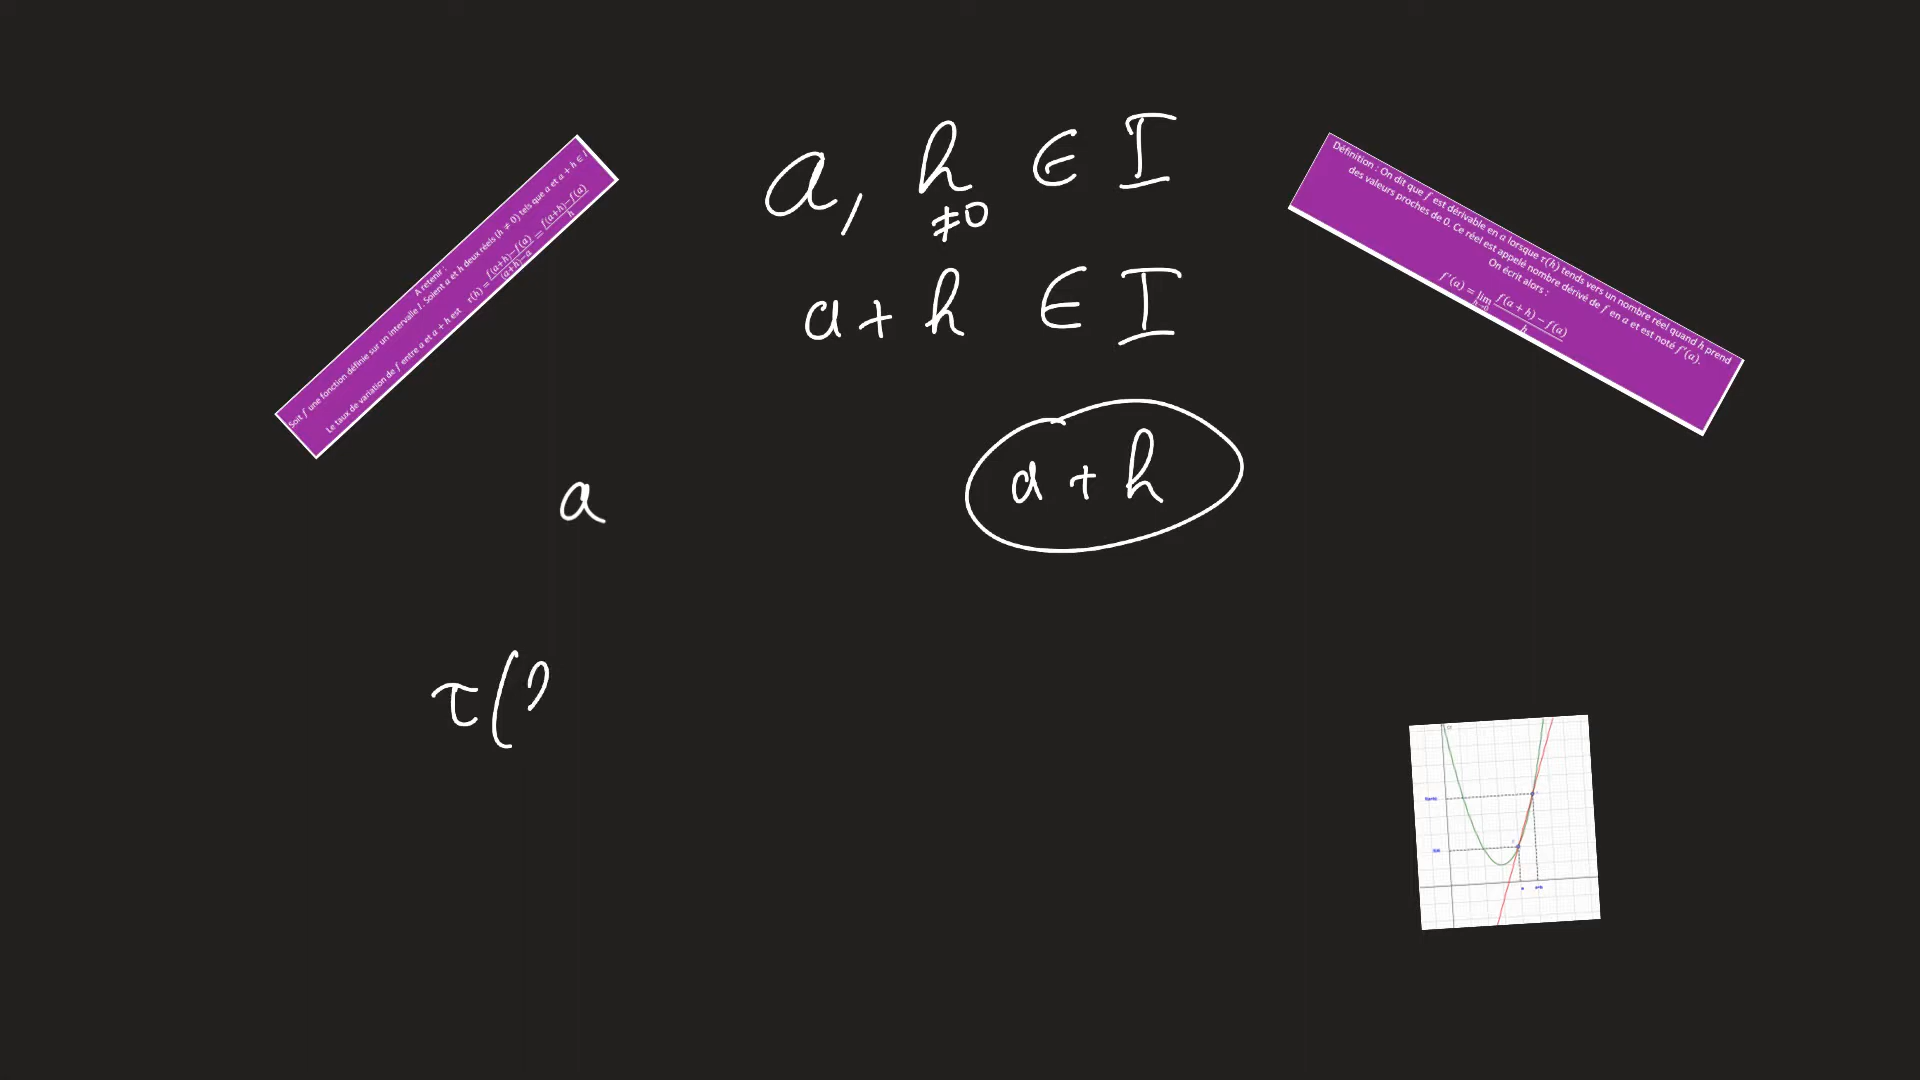 A retenir :
Soit f une fonction définie sur un intervalle I. Soient a et h deux réels (h ≠ 0) tels que a et a + h ∈ I
Le taux de variation de f entre a et a + h est τ(h) = f(a+h)−f(a) / (a+h)−a = f(a+h)−f(a) / h
a, h ∈ I
≠0
a + h ∈ I
Définition : On dit que f est dérivable en a lorsque τ(h) tends vers un nombre réel quand h prend
des valeurs proches de 0. Ce réel est appelé nombre dérivé de f en a et est noté f'(a).
On écrit alors :
f'(a) = lim h→0 f(a + h) − f(a) / h
a
a + h
τ(